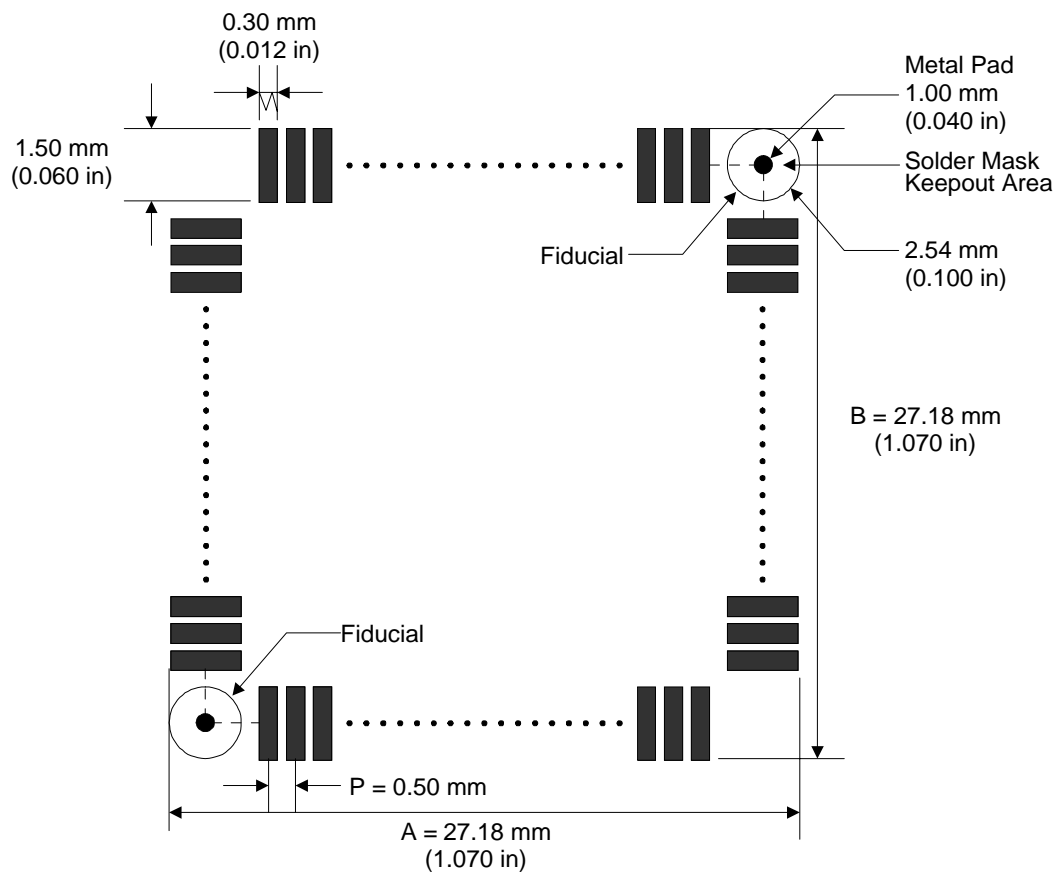 0.30 mm
(0.012 in)
Metal Pad
1.00 mm
(0.040 in)
1.50 mm
(0.060 in)
Solder Mask
Keepout Area
Fiducial
2.54 mm
(0.100 in)
B = 27.18 mm
(1.070 in)
Fiducial
P = 0.50 mm
A = 27.18 mm
(1.070 in)